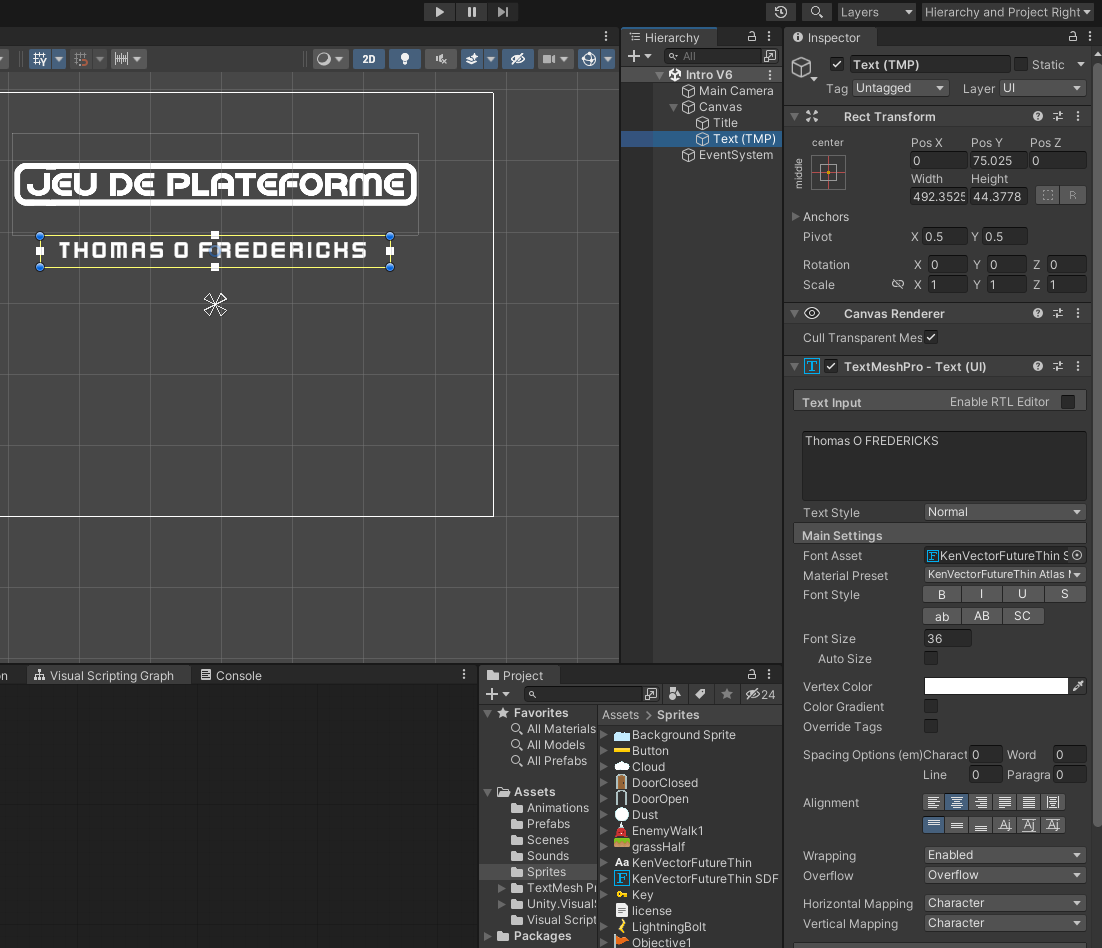 Layers
Hierarchy and Project Right
2D
JEU DE PLATEFORME
THOMAS O FREDERICKS
Hierarchy
All
Intro V6
Main Camera
Canvas
Title
Text (TMP)
EventSystem
Inspector
Text (TMP)
Static
Tag Untagged Layer UI
Rect Transform
center
middle
Pos X Pos Y Pos Z
0 75.025 0
Width Height
492.3525 44.3778
R
Anchors
Pivot X 0.5 Y 0.5
Rotation X 0 Y 0 Z 0
Scale X 1 Y 1 Z 1
Canvas Renderer
Cull Transparent Mes
TextMeshPro - Text (UI)
Text Input Enable RTL Editor
Thomas O FREDERICKS
Text Style Normal
Main Settings
Font Asset KenVectorFutureThin S
Material Preset KenVectorFutureThin Atlas
Font Style B I U S
ab AB SC
Font Size 36
Auto Size
Vertex Color
Color Gradient
Override Tags
Spacing Options (em) Charact 0 Word 0
Line 0 Paragra 0
Alignment
Wrapping Enabled
Overflow Overflow
Horizontal Mapping Character
Vertical Mapping Character
Visual Scripting Graph
Console
Project
24
Favorites
All Materials
All Models
All Prefabs
Assets
Animations
Prefabs
Scenes
Sounds
Sprites
TextMesh Pr
Unity.Visual
Visual Script
Packages
Assets > Sprites
Background Sprite
Button
Cloud
DoorClosed
DoorOpen
Dust
EnemyWalk1
grassHalf
Aa KenVectorFutureThin
F KenVectorFutureThin SDF
Key
license
LightningBolt
Objective1